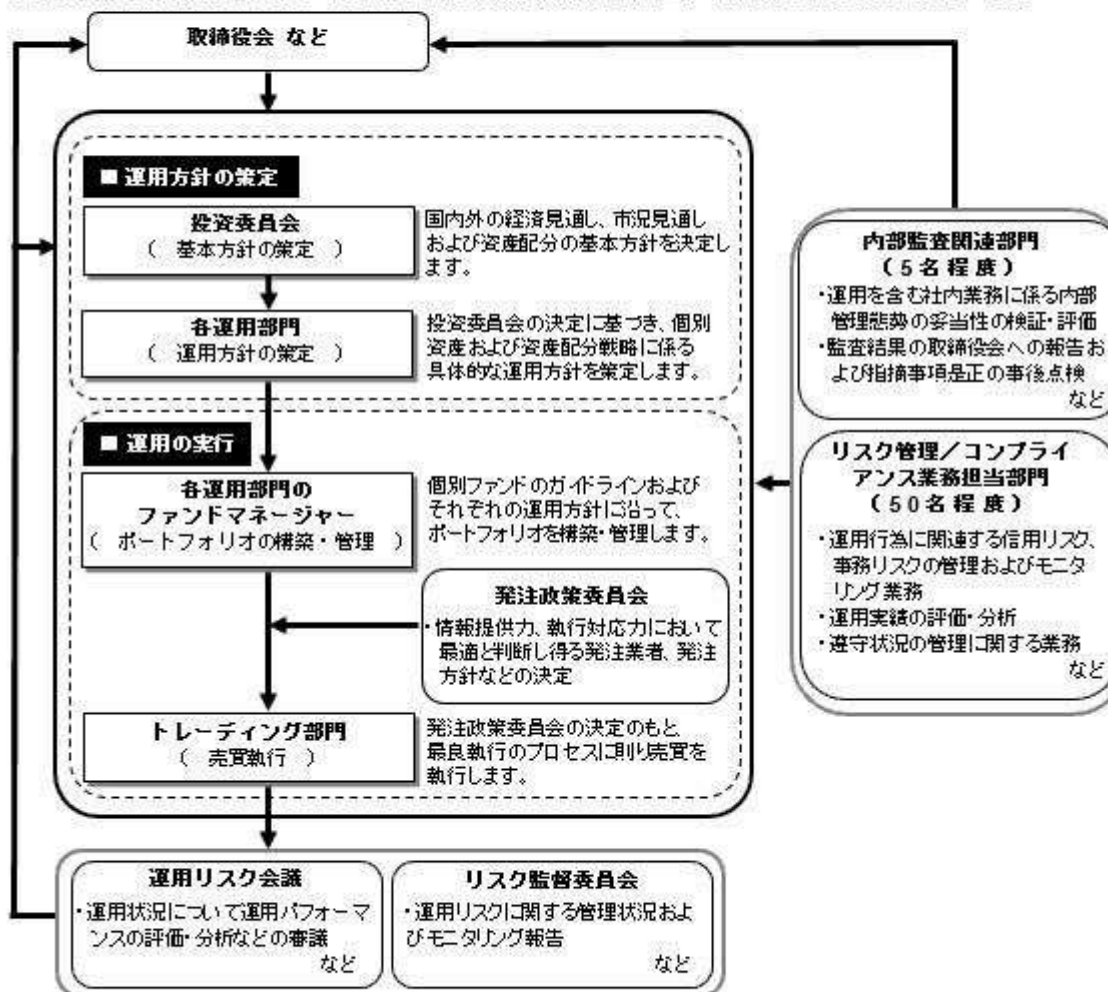 取締役会 など
■ 運用方針の策定
投資委員会
( 基本方針の策定 )
国内外の経済見通し、市況見通し
および資産配分の基本方針を決定し
ます。
各運用部門
( 運用方針の策定 )
投資委員会の決定に基づき、個別
資産および資産配分戦略に係る
具体的な運用方針を策定します。
■ 運用の実行
各運用部門の
ファンドマネージャー
( ポートフォリオの構築・管理 )
個別ファンドのガイドラインおよび
それぞれの運用方針に沿って、
ポートフォリオを構築・管理します。
発注政策委員会
・情報提供力、執行対応力において
最適と判断し得る発注業者、発注
方針などの決定
トレーディング部門
( 売買執行 )
発注政策委員会の決定のもと
最良執行のプロセスに則り売買を
執行します。
内部監査関連部門
(5名程度)
・運用を含む社内業務に係る内部
管理態勢の妥当性の検証・評価
・監査結果の取締役会への報告お
よび指摘事項是正の事後点検
など
リスク管理/コンプライ
アンス業務担当部門
(50名程度)
・運用行為に関連する信用リスク、
事務リスクの管理およびモニタ
リング業務
・運用実績の評価・分析
・遵守状況の管理に関する業務
など
運用リスク会議
・運用状況について運用パフォーマ
ンスの評価・分析などの審議
など
リスク監督委員会
・運用リスクに関する管理状況およ
びモニタリング報告
など